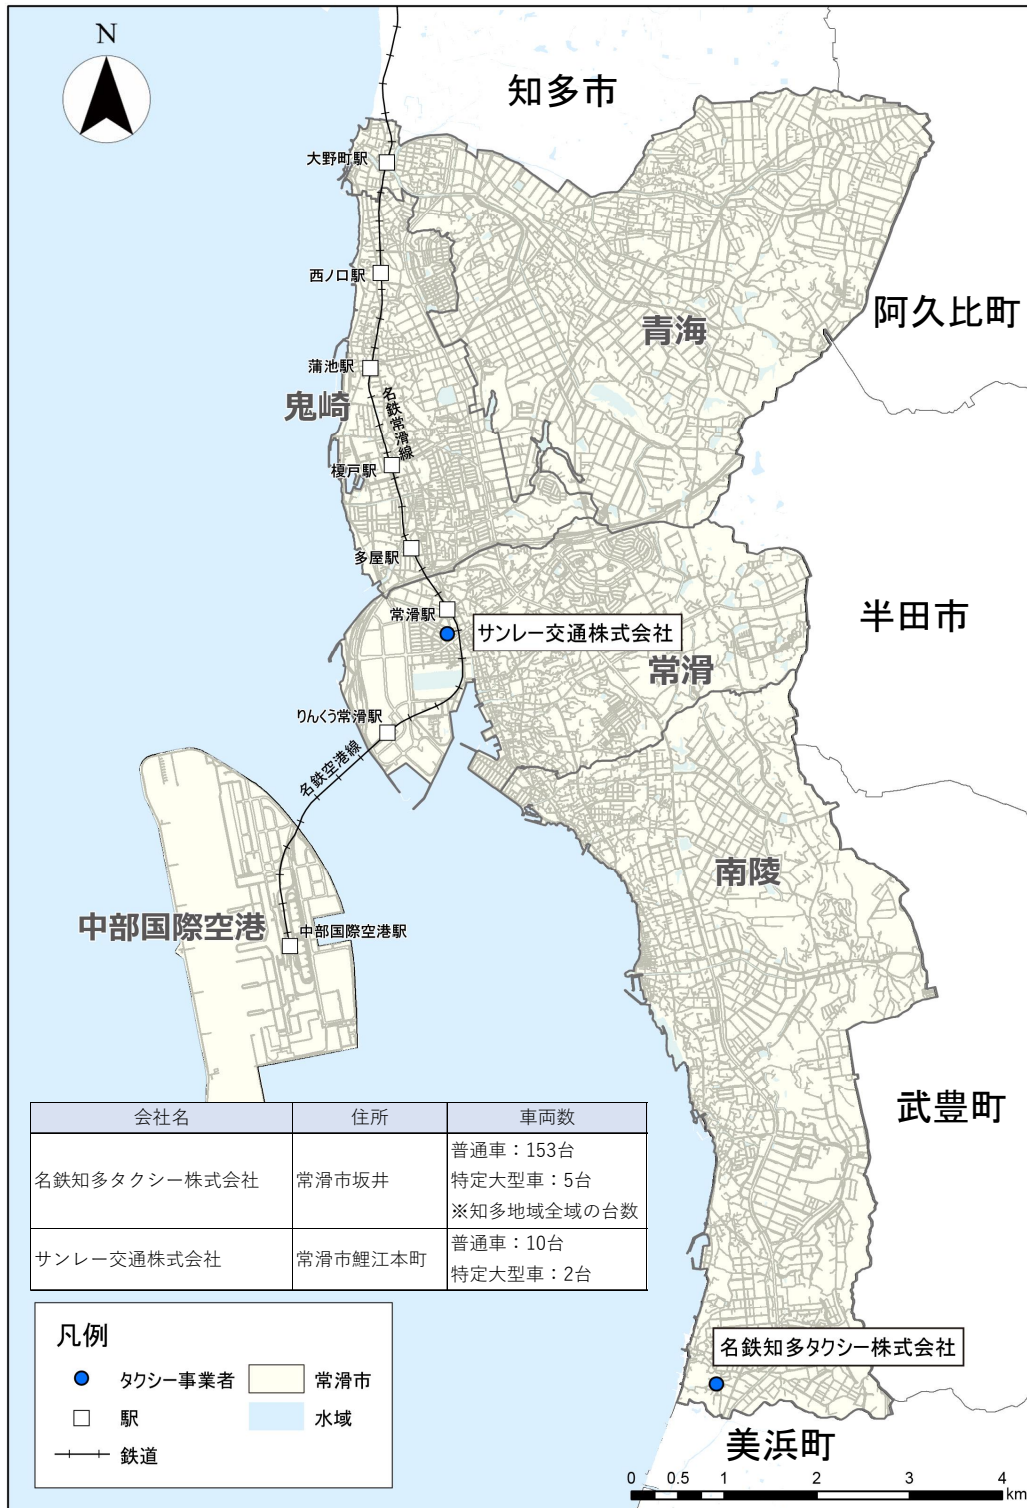 N
知多市
大野町駅
西ノ口駅
阿久比町
青海
蒲池駅
鬼崎
名鉄常滑線
榎戸駅
多屋駅
常滑駅
サンレー交通株式会社
半田市
常滑
りんくう常滑駅
名鉄空港線
南陵
中部国際空港
中部国際空港駅
武豊町
会社名 住所 車両数
名鉄知多タクシー株式会社 常滑市坂井 普通車：153台
特定大型車：5台
※知多地域全域の台数
サンレー交通株式会社 常滑市鯉江本町 普通車：10台
特定大型車：2台
凡例
タクシー事業者 常滑市
駅 水域
鉄道
名鉄知多タクシー株式会社
美浜町
0 0.5 1 2 3 4
km